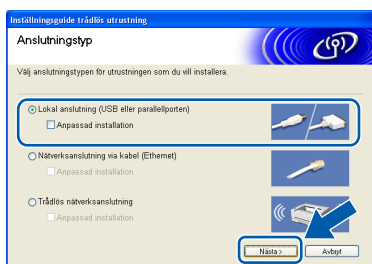 Inställningsguide trådlös utrustning
Anslutningstyp
Välj anslutningstypen för utrustningen som du vill installera.
Lokal anslutning (USB eller parallellporten)
Anpassad installation
Nätverksanslutning via kabel (Ethernet)
Anpassad installation
Trådlös nätverksanslutning
Anpassad installation
Nästa >
Avbryt